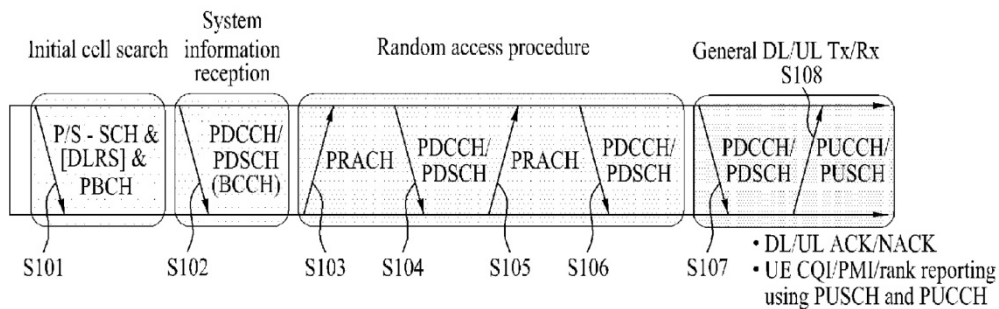 Initial cell search
System
information
reception
Random access procedure
General DL/UL Tx/Rx
S108
P/S - SCH &
[DLRS] &
PBCH
PDCCH/
PDSCH
(BCCH)
PRACH
PDCCH/
PDSCH
PRACH
PDCCH/
PDSCH
PDCCH/
PDSCH
PUCCH/
PUSCH
S101
S102
S103
S104
S105
S106
S107
• DL/UL ACK/NACK
• UE CQI/PMI/rank reporting
using PUSCH and PUCCH